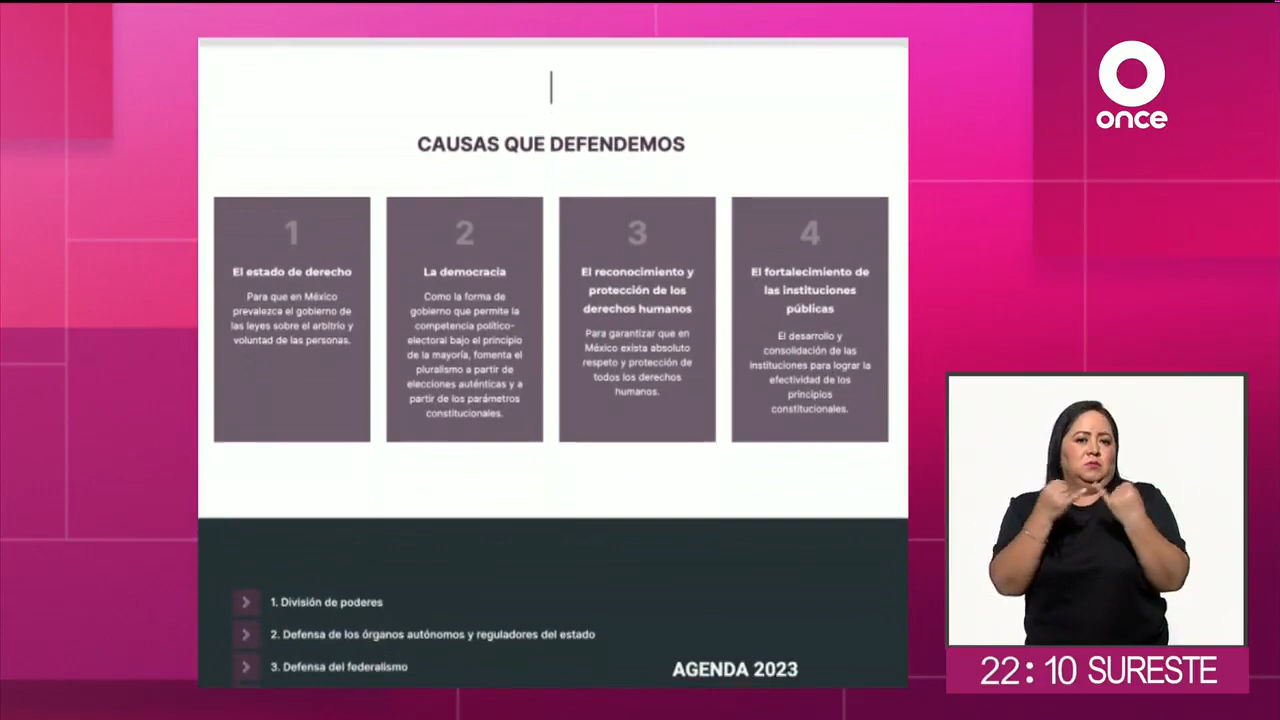 once
CAUSAS QUE DEFENDEMOS
1
El estado de derecho
Para que en México
prevalezca el gobierno de
las leyes sobre el arbitrio y
voluntad de las personas.
2
La democracia
Como la forma de
gobierno que permite la
competencia político-
electoral bajo el principio
de la mayoría, fomenta el
pluralismo a partir de
elecciones auténticas y a
partir de los parámetros
constitucionales.
3
El reconocimiento y
protección de los
derechos humanos
Para garantizar que en
México exista absoluto
respeto y protección de
todos los derechos
humanos.
4
El fortalecimiento de
las instituciones
públicas
El desarrollo y
consolidación de las
instituciones para lograr la
efectividad de los
principios
constitucionales.
1. División de poderes
2. Defensa de los órganos autónomos y reguladores del estado
3. Defensa del federalismo
AGENDA 2023
22:10 SURESTE